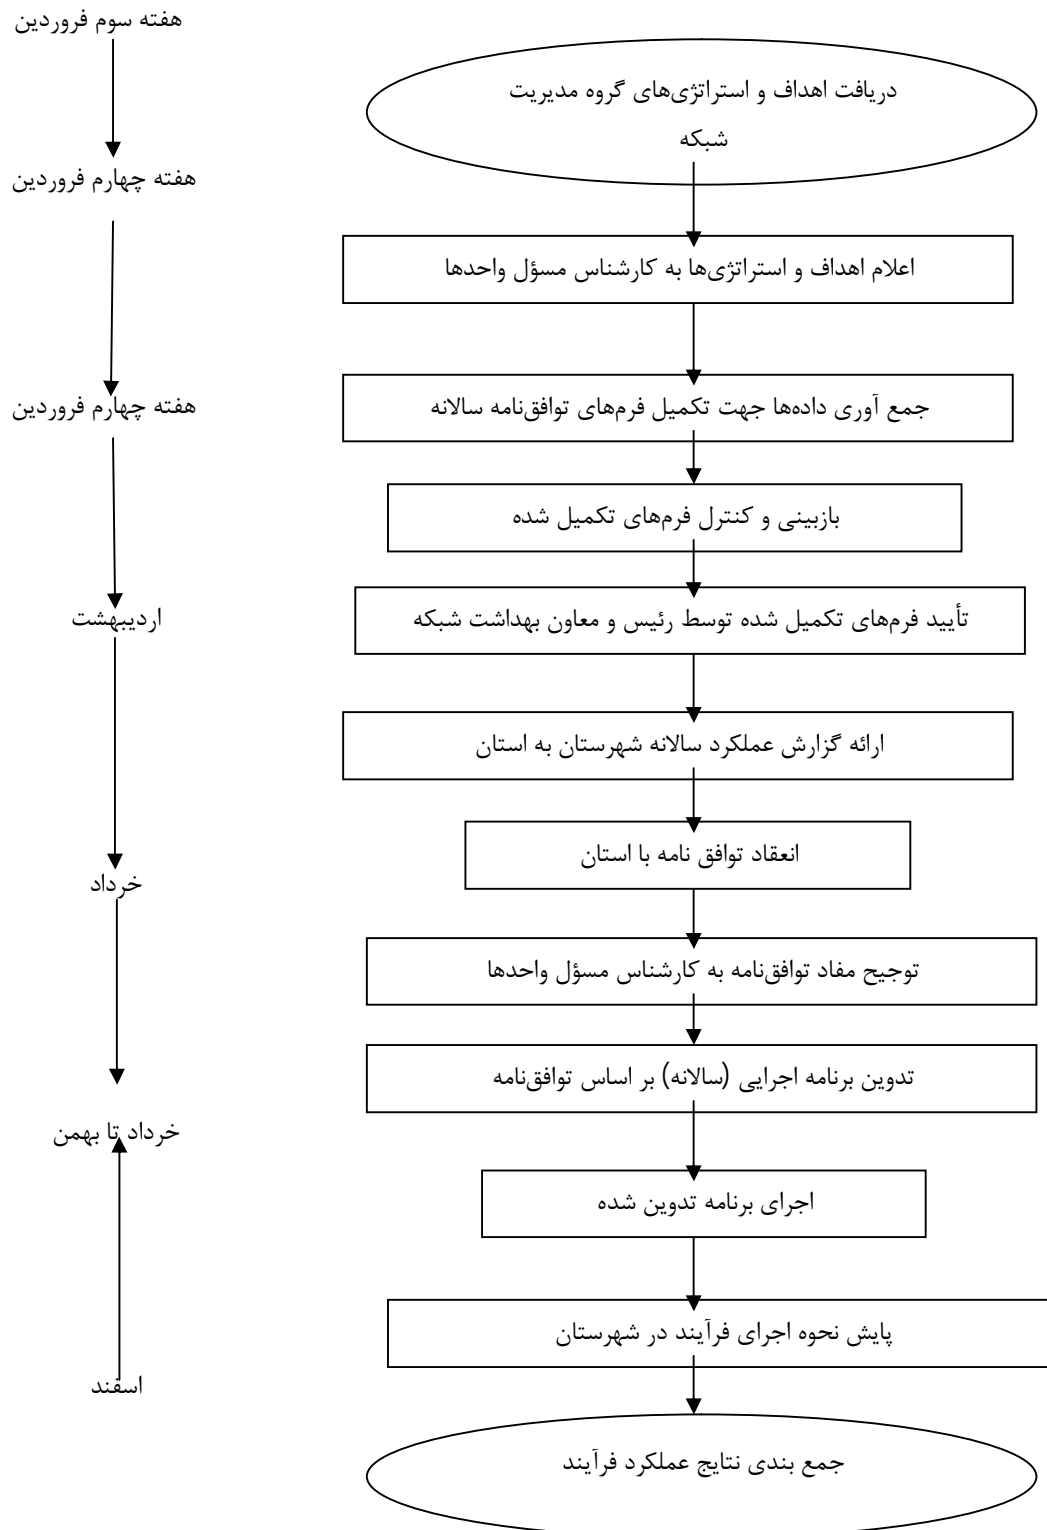 هفته سوم فروردین
دریافت اهداف و استراتژی‌های گروه مدیریت
شبکه
هفته چهارم فروردین
اعلام اهداف و استراتژی‌ها به کارشناس مسؤل واحدها
هفته چهارم فروردین
جمع آوری داده‌ها جهت تکمیل فرم‌های توافق‌نامه سالانه
بازبینی و کنترل فرم‌های تکمیل شده
اردیبهشت
تأیید فرم‌های تکمیل شده توسط رئیس و معاون بهداشت شبکه
ارائه گزارش عملکرد سالانه شهرستان به استان
انعقاد توافق نامه با استان
خرداد
توجیح مفاد توافق‌نامه به کارشناس مسؤل واحدها
تدوین برنامه اجرایی (سالانه) بر اساس توافق‌نامه
خرداد تا بهمن
اجرای برنامه تدوین شده
پایش نحوه اجرای فرآیند در شهرستان
اسفند
جمع بندی نتایج عملکرد فرآیند